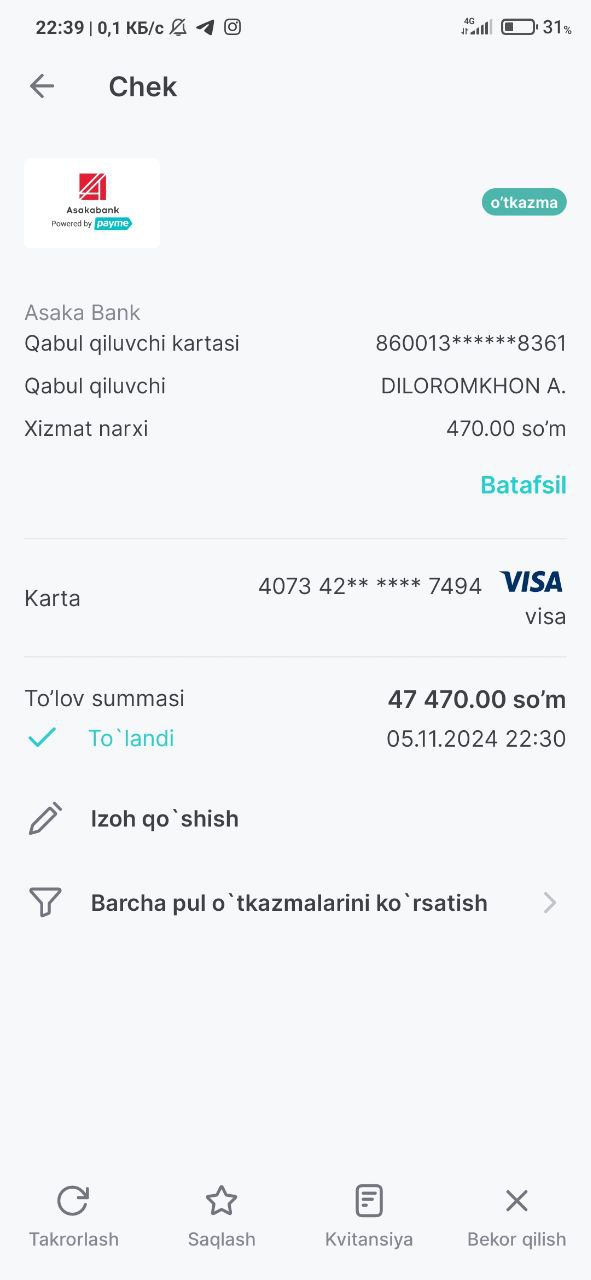 22:39 | 0,1 КБ/с 4G 31%
Chek
Asakabank
Powered by payme
o'tkazma
Asaka Bank
Qabul qiluvchi kartasi 860013******8361
Qabul qiluvchi DILOROMKHON A.
Xizmat narxi 470.00 so'm
Batafsil
Karta 4073 42** **** 7494 VISA
visa
To'lov summasi 47 470.00 so'm
To`landi 05.11.2024 22:30
Izoh qo`shish
Barcha pul o`tkazmalarini ko`rsatish
Takrorlash Saqlash Kvitansiya Bekor qilish